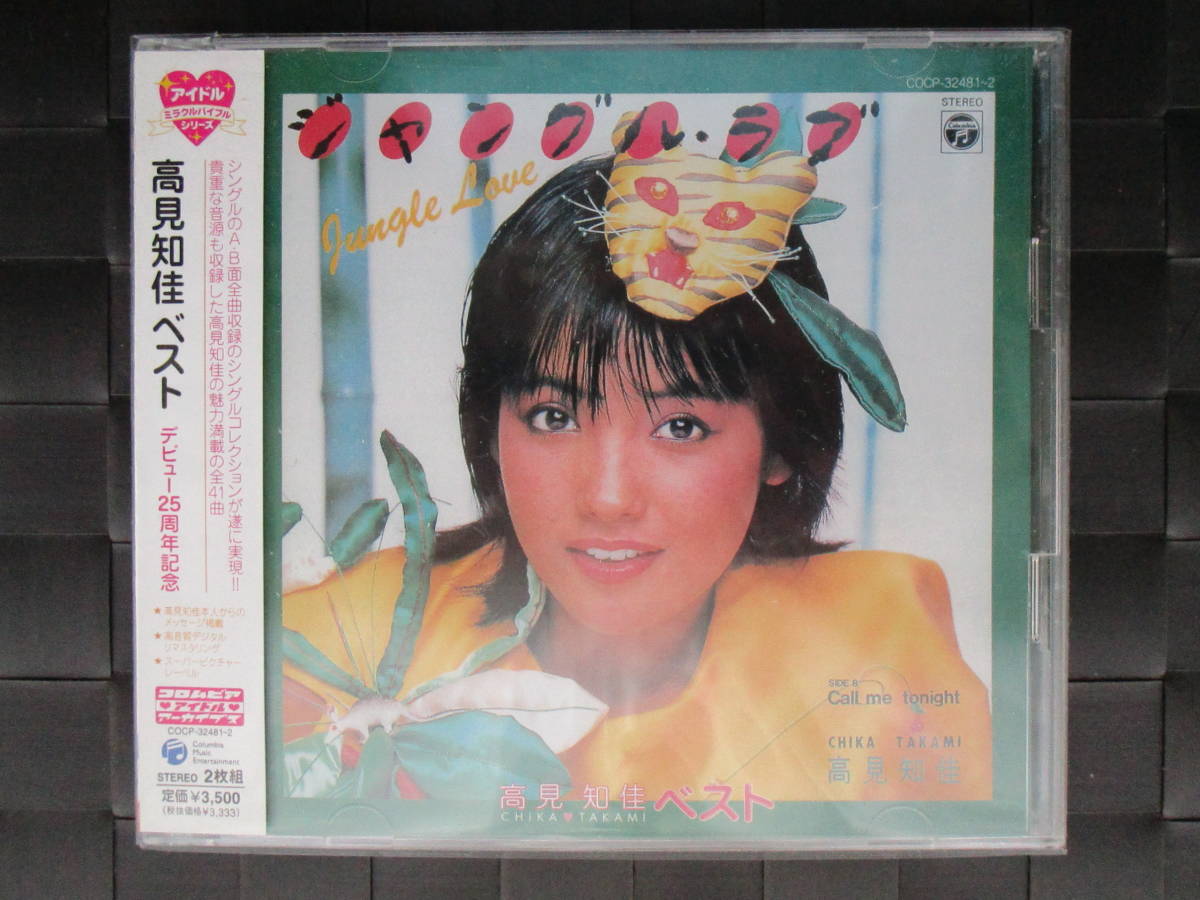 アイドル
ミラクルバイブル
シリーズ
高見知佳 ベスト デビュー25周年記念
シングルのA・B面全曲収録のシングルコレクションが遂に実現!!
貴重な音源も収録した高見知佳の魅力満載の全41曲
★高見知佳本人からの
メッセージ掲載
★高音質デジタル
リマスタリング
★スーパーピクチャー
レーベル
コロムビア
♥アイドル♥
アーカイブス
COCP-32481~2
Columbia
Music
Entertainment
STEREO 2枚組
定価¥3,500
(税抜価格¥3,333)
COCP-32481~2
STEREO
Columbia
ジャングル・ラブ
Jungle Love
SIDE B
Call me tonight
CHIKA TAKAMI
高見知佳
高見知佳 ベスト
CHIKA♥TAKAMI